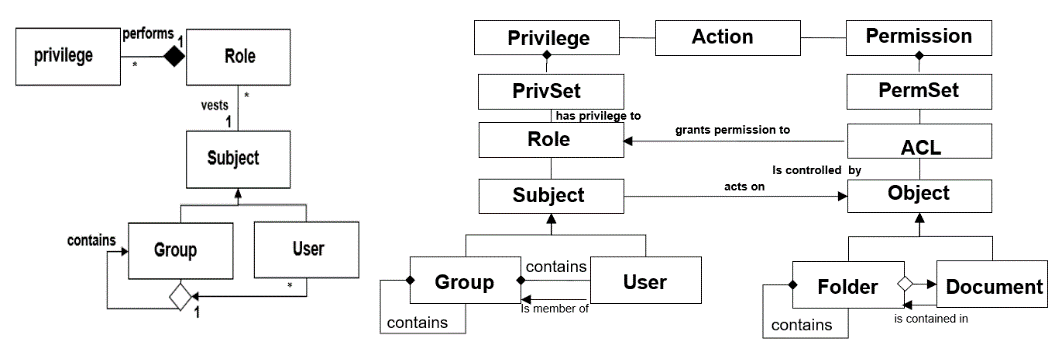 performs
1
privilege
*
Role
vests
*
1
Subject
contains
Group
User
*
1
Privilege
Action
Permission
PrivSet
PermSet
has privilege to
Role
grants permission to
ACL
Is controlled by
Subject
acts on
Object
Group
contains
User
Is member of
contains
Folder
Document
is contained in
contains